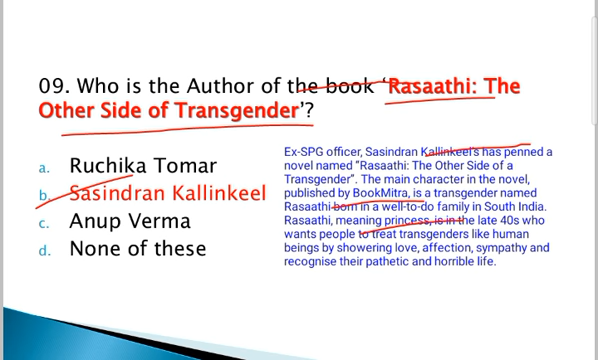 09. Who is the Author of the book ‘Rasaathi: The
Other Side of Transgender’?
a. Ruchika Tomar
b. Sasindran Kallinkeel
c. Anup Verma
d. None of these
Ex-SPG officer, Sasindran Kallinkeel's has penned a
novel named "Rasaathi: The Other Side of a
Transgender". The main character in the novel,
published by BookMitra, is a transgender named
Rasaathi born in a well-to-do family in South India.
Rasaathi, meaning princess, is in the late 40s who
wants people to treat transgenders like human
beings by showering love, affection, sympathy and
recognise their pathetic and horrible life.